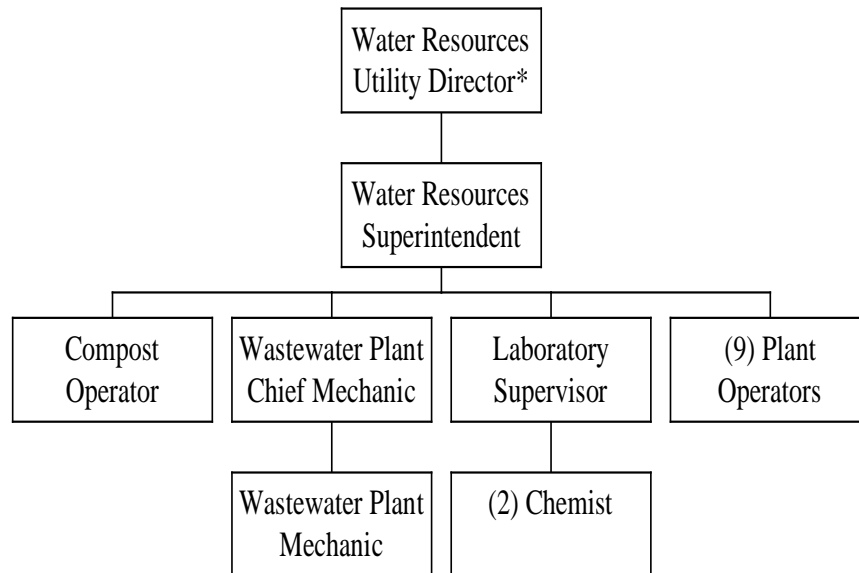 Water Resources
Utility Director*
Water Resources
Superintendent
Compost
Operator
Wastewater Plant
Chief Mechanic
Laboratory
Supervisor
(9) Plant
Operators
Wastewater Plant
Mechanic
(2) Chemist